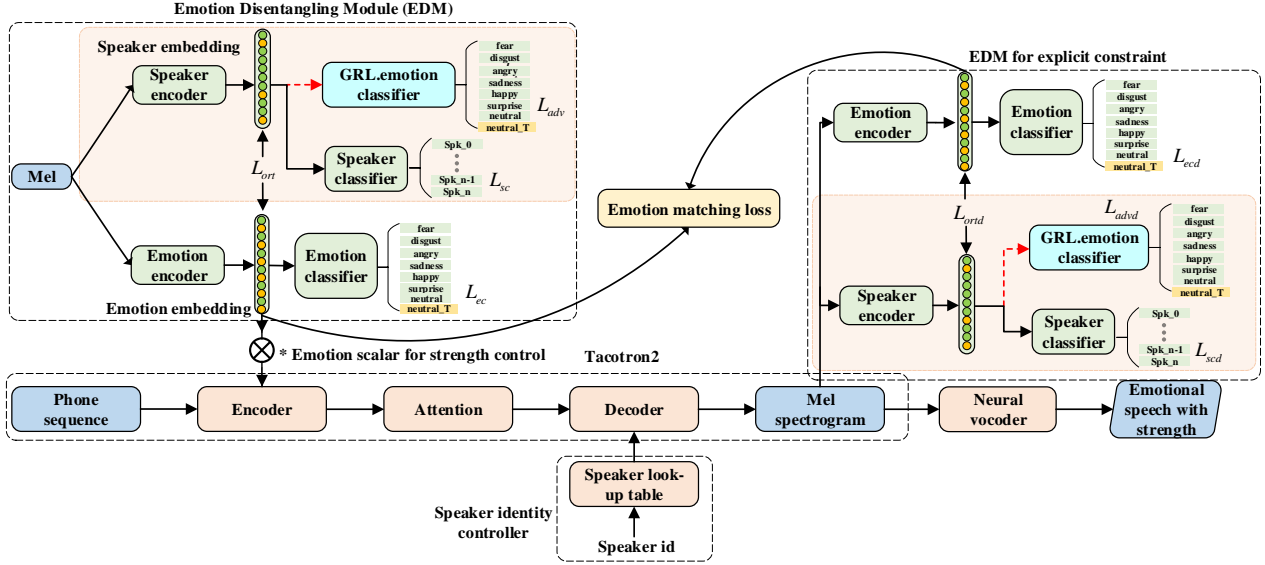 Emotion Disentangling Module (EDM)
Speaker embedding
Speaker
encoder
GRL.emotion
classifier
fear
disgust
angry
sadness
happy
surprise
neutral
neutral_T
L_adv
Mel
L_ort
Speaker
classifier
Spk_0
Spk_n-1
Spk_n
L_sc
Emotion
encoder
Emotion
classifier
fear
disgust
angry
sadness
happy
surprise
neutral
neutral_T
L_ec
Emotion embedding
* Emotion scalar for strength control
Emotion matching loss
EDM for explicit constraint
Emotion
encoder
Emotion
classifier
fear
disgust
angry
sadness
happy
surprise
neutral
neutral_T
L_ecd
L_ortd
L_advd
GRL.emotion
classifier
fear
disgust
angry
sadness
happy
surprise
neutral
neutral_T
Speaker
encoder
Speaker
classifier
Spk_0
Spk_n-1
Spk_n
L_scd
Tacotron2
Phone
sequence
Encoder
Attention
Decoder
Mel
spectrogram
Neural
vocoder
Emotional
speech with
strength
Speaker look-
up table
Speaker identity
controller
Speaker id